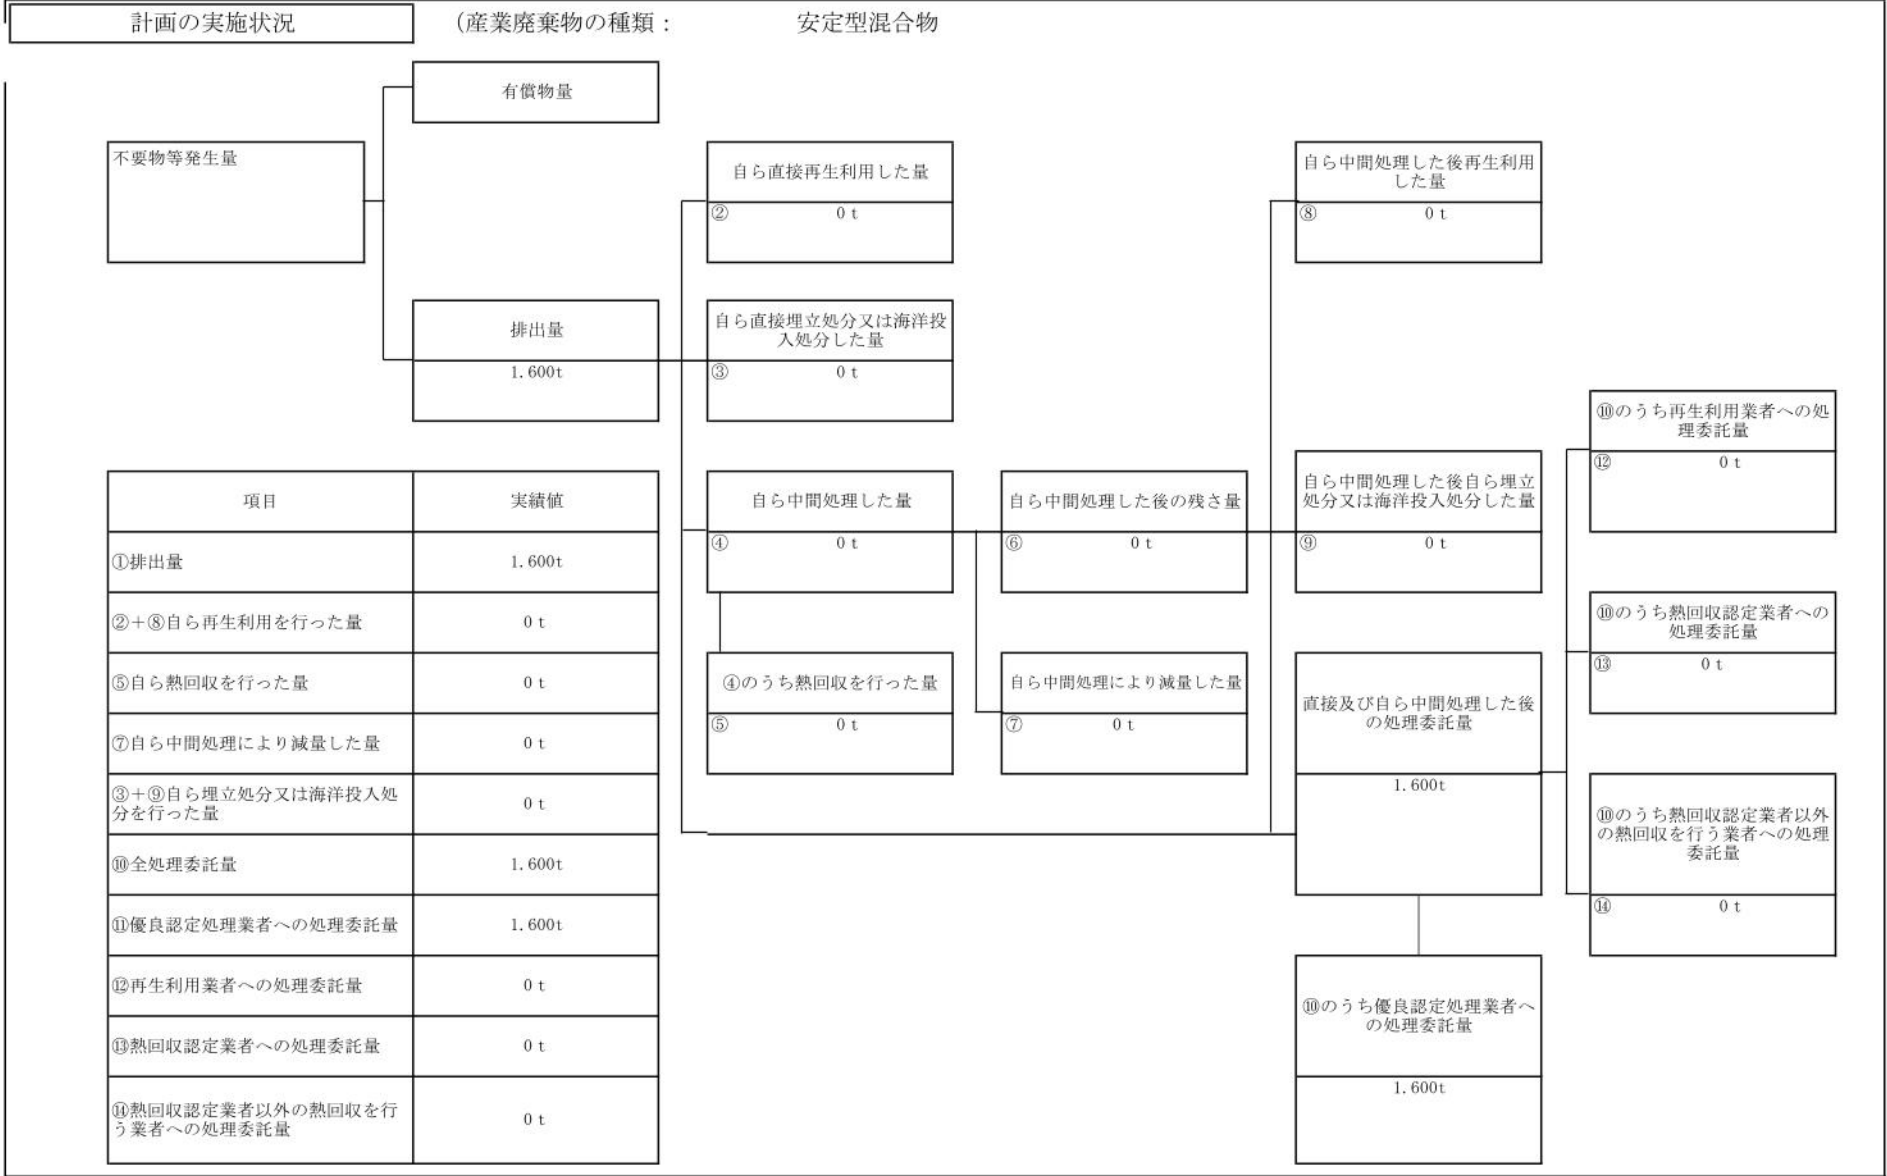 計画の実施状況
(産業廃棄物の種類： 安定型混合物
有償物量
不要物等発生量
排出量
1.600t
自ら直接再生利用した量
② 0 t
自ら直接埋立処分又は海洋投
入処分した量
③ 0 t
自ら中間処理した量
④ 0 t
④のうち熱回収を行った量
⑤ 0 t
自ら中間処理した後の残さ量
⑥ 0 t
自ら中間処理により減量した量
⑦ 0 t
自ら中間処理した後再生利用
した量
⑧ 0 t
自ら中間処理した後自ら埋立
処分又は海洋投入処分した量
⑨ 0 t
直接及び自ら中間処理した後
の処理委託量
1.600t
⑩のうち優良認定処理業者へ
の処理委託量
1.600t
⑩のうち再生利用業者への処
理委託量
⑫ 0 t
⑩のうち熱回収認定業者への
処理委託量
⑬ 0 t
⑩のうち熱回収認定業者以外
の熱回収を行う業者への処理
委託量
⑭ 0 t
項目 実績値
①排出量 1.600t
②＋⑧自ら再生利用を行った量 0 t
⑤自ら熱回収を行った量 0 t
⑦自ら中間処理により減量した量 0 t
③＋⑨自ら埋立処分又は海洋投入処
分を行った量 0 t
⑩全処理委託量 1.600t
⑪優良認定処理業者への処理委託量 1.600t
⑫再生利用業者への処理委託量 0 t
⑬熱回収認定業者への処理委託量 0 t
⑭熱回収認定業者以外の熱回収を行
う業者への処理委託量 0 t